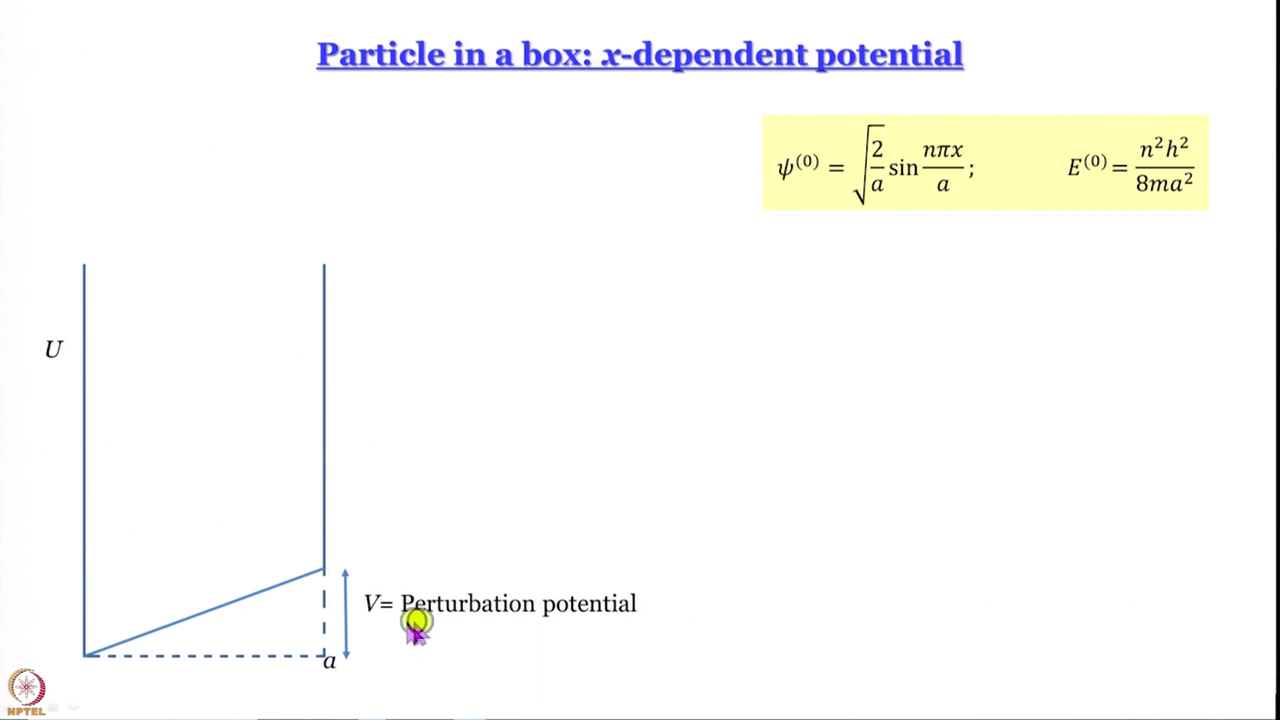 Particle in a box: x-dependent potential
ψ⁽⁰⁾ = √(2/a) sin nπx/a ; E⁽⁰⁾ = n²h²/8ma²
U
V= Perturbation potential
a
NPTEL